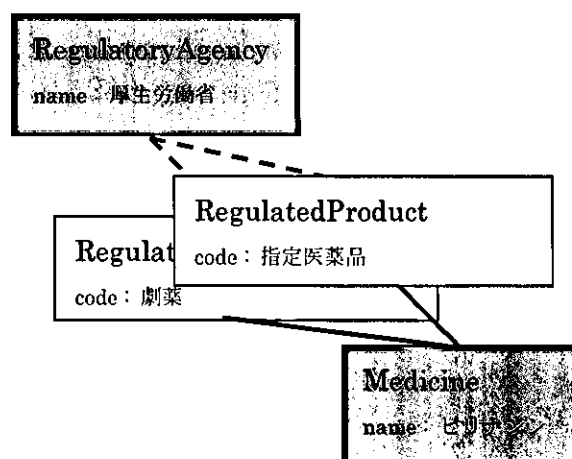 RegulatoryAgency
name : 厚生労働省
RegulatedProduct
code : 指定医薬品
Regulat
code : 劇薬
Medicine
name :